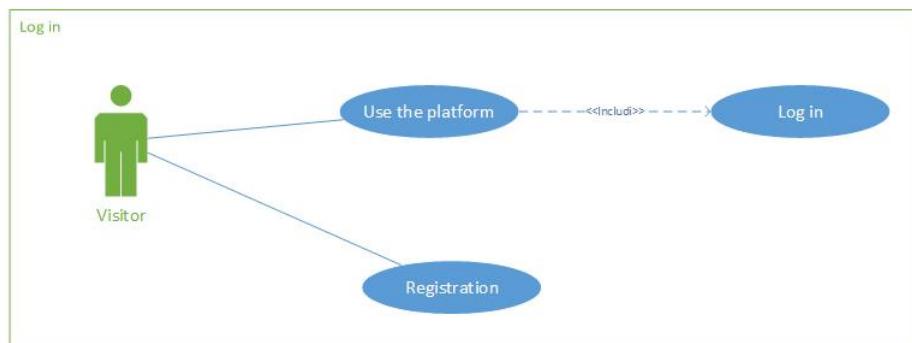 Log in
Use the platform
<<Includi>>
Log in
Visitor
Registration